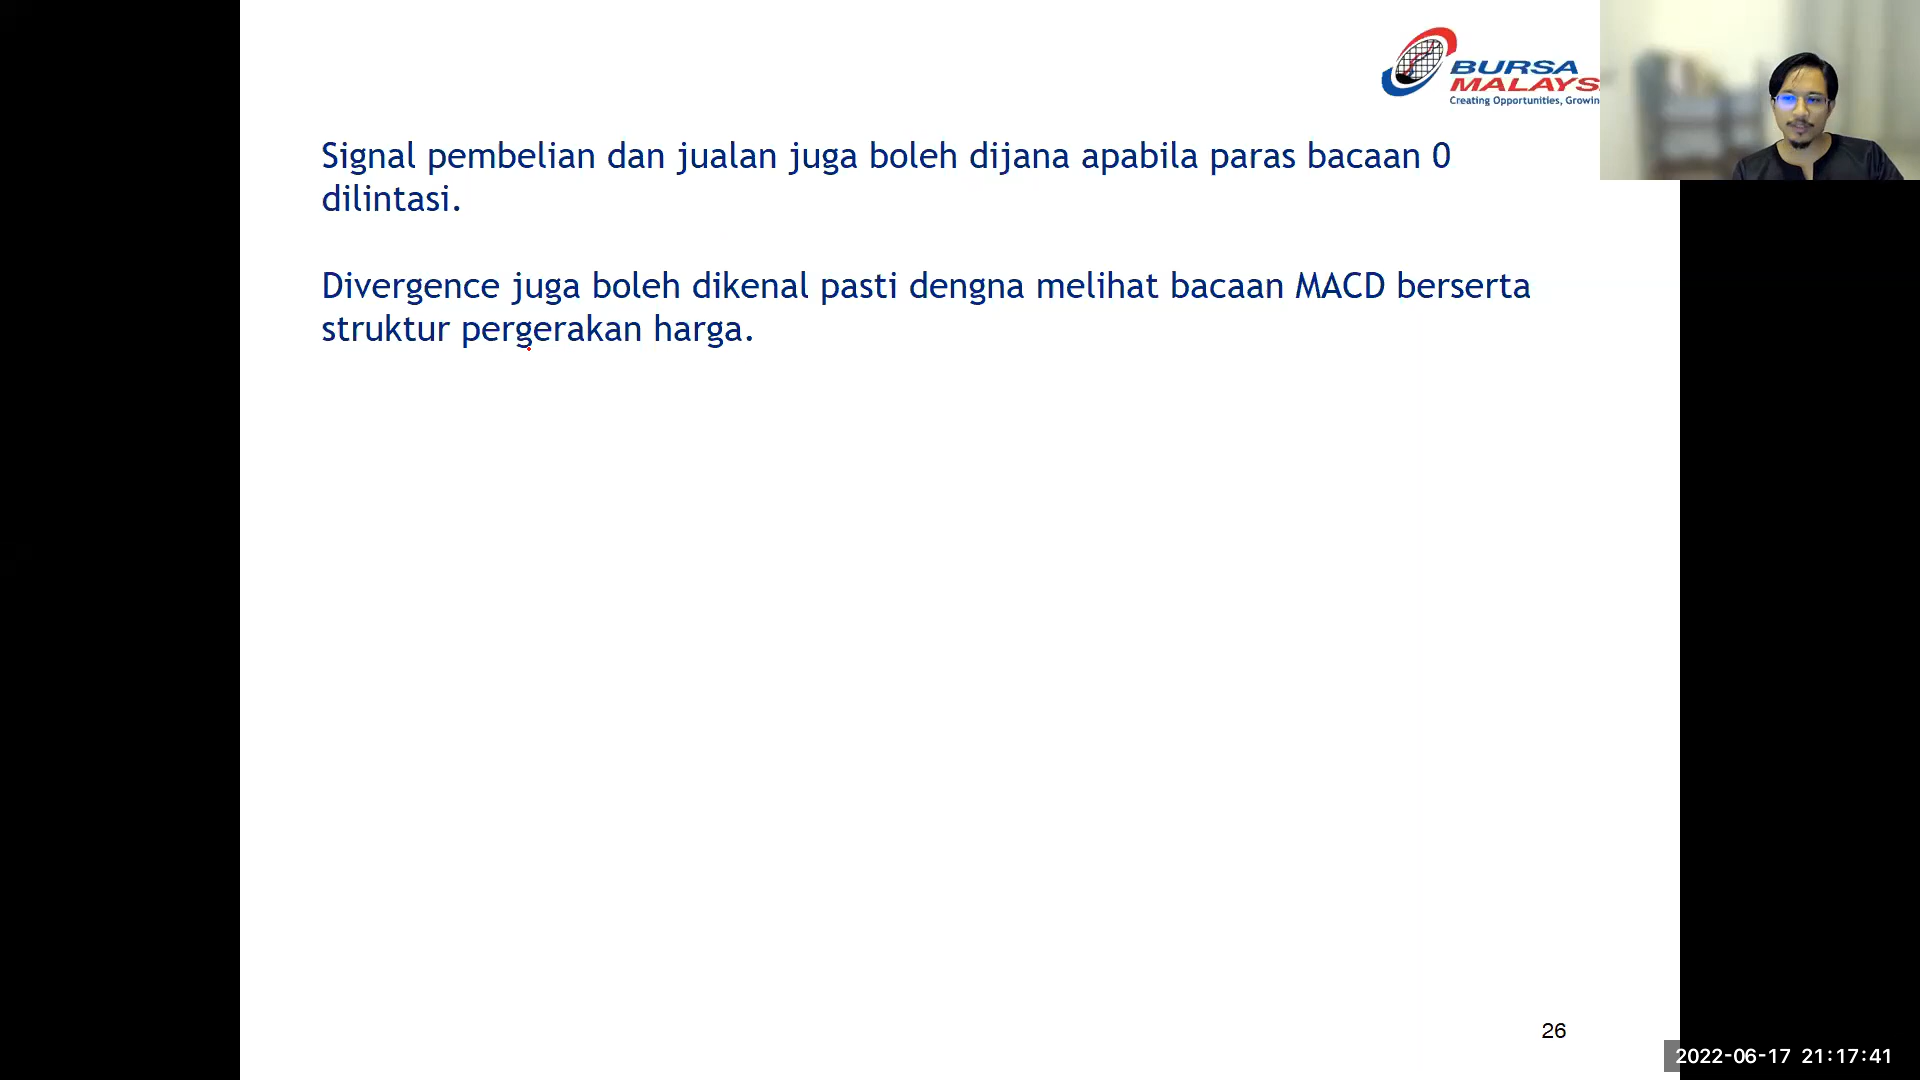 BURSA
MALAYS
Creating Opportunities, Growin
Signal pembelian dan jualan juga boleh dijana apabila paras bacaan 0
dilintasi.
Divergence juga boleh dikenal pasti dengna melihat bacaan MACD berserta
struktur pergerakan harga.
26
2022-06-17 21:17:41